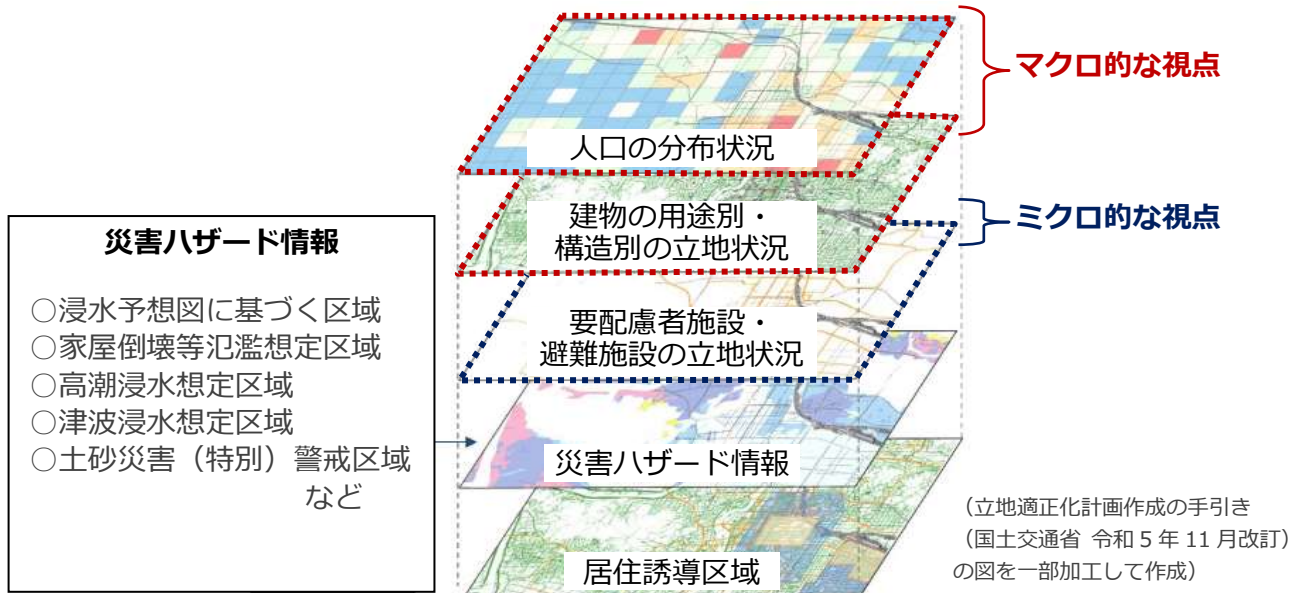 マクロ的な視点
人口の分布状況
建物の用途別・
構造別の立地状況
ミクロ的な視点
災害ハザード情報
○浸水予想図に基づく区域
○家屋倒壊等氾濫想定区域
○高潮浸水想定区域
○津波浸水想定区域
○土砂災害（特別）警戒区域
など
要配慮者施設・
避難施設の立地状況
災害ハザード情報
居住誘導区域
（立地適正化計画作成の手引き
（国土交通省 令和５年 11 月改訂）
の図を一部加工して作成）